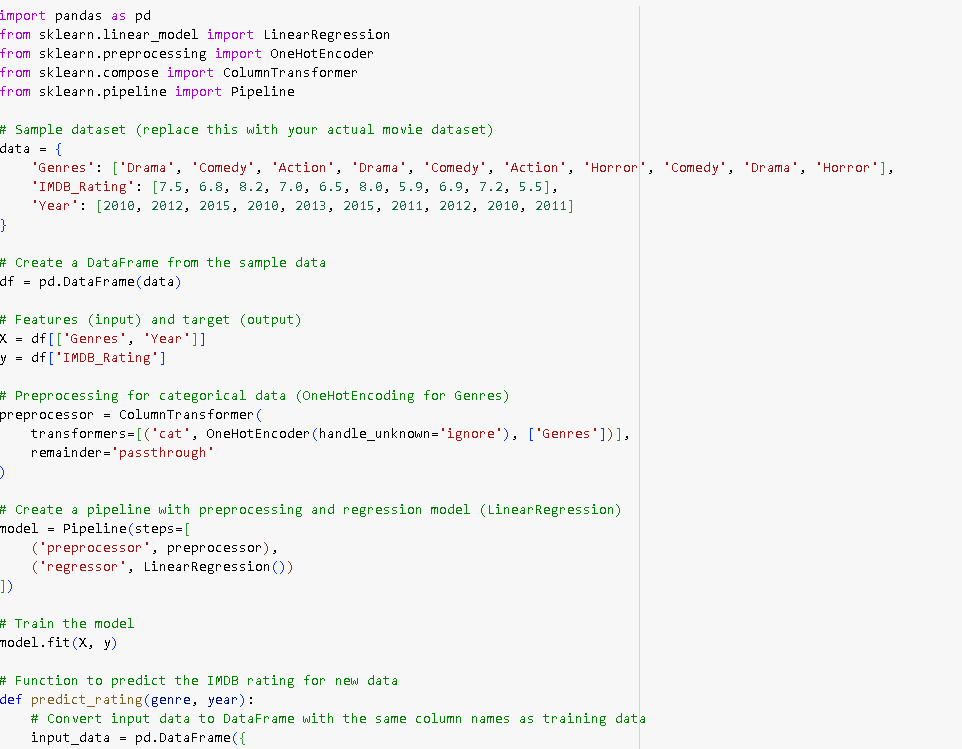 import pandas as pd
from sklearn.linear_model import LinearRegression
from sklearn.preprocessing import OneHotEncoder
from sklearn.compose import ColumnTransformer
from sklearn.pipeline import Pipeline

# Sample dataset (replace this with your actual movie dataset)
data = {
    'Genres': ['Drama', 'Comedy', 'Action', 'Drama', 'Comedy', 'Action', 'Horror', 'Comedy', 'Drama', 'Horror'],
    'IMDB_Rating': [7.5, 6.8, 8.2, 7.0, 6.5, 8.0, 5.9, 6.9, 7.2, 5.5],
    'Year': [2010, 2012, 2015, 2010, 2013, 2015, 2011, 2012, 2010, 2011]
}

# Create a DataFrame from the sample data
df = pd.DataFrame(data)

# Features (input) and target (output)
X = df[['Genres', 'Year']]
y = df['IMDB_Rating']

# Preprocessing for categorical data (OneHotEncoding for Genres)
preprocessor = ColumnTransformer(
    transformers=[('cat', OneHotEncoder(handle_unknown='ignore'), ['Genres'])],
    remainder='passthrough'
)

# Create a pipeline with preprocessing and regression model (LinearRegression)
model = Pipeline(steps=[
    ('preprocessor', preprocessor),
    ('regressor', LinearRegression())
])

# Train the model
model.fit(X, y)

# Function to predict the IMDB rating for new data
def predict_rating(genre, year):
    # Convert input data to DataFrame with the same column names as training data
    input_data = pd.DataFrame({